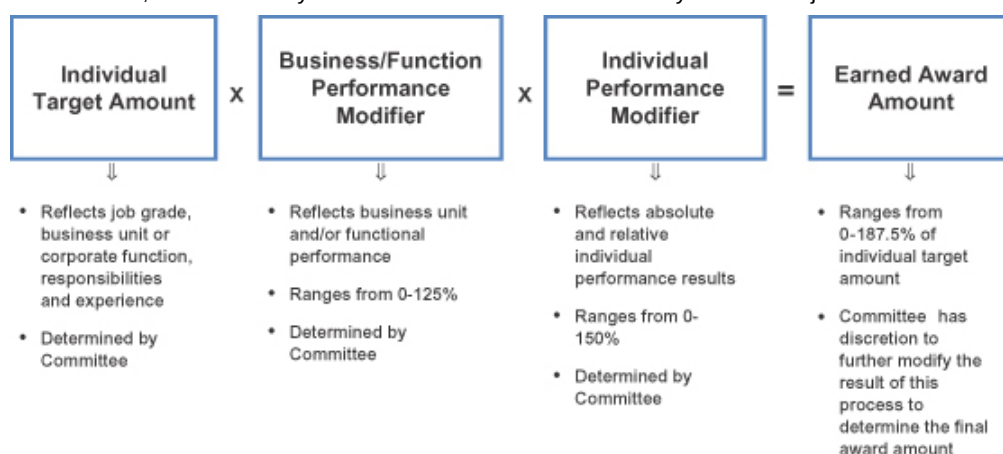 Individual
Target Amount
x
Business/Function
Performance
Modifier
x
Individual
Performance
Modifier
=
Earned Award
Amount
⇓
⇓
⇓
⇓
• Reflects job grade,
business unit or
corporate function,
responsibilities
and experience
• Determined by
Committee
• Reflects business unit
and/or functional
performance
• Ranges from 0-125%
• Determined by
Committee
• Reflects absolute
and relative
individual
performance results
• Ranges from 0-
150%
• Determined by
Committee
• Ranges from
0-187.5% of
individual target
amount
• Committee has
discretion to
further modify the
result of this
process to
determine the final
award amount